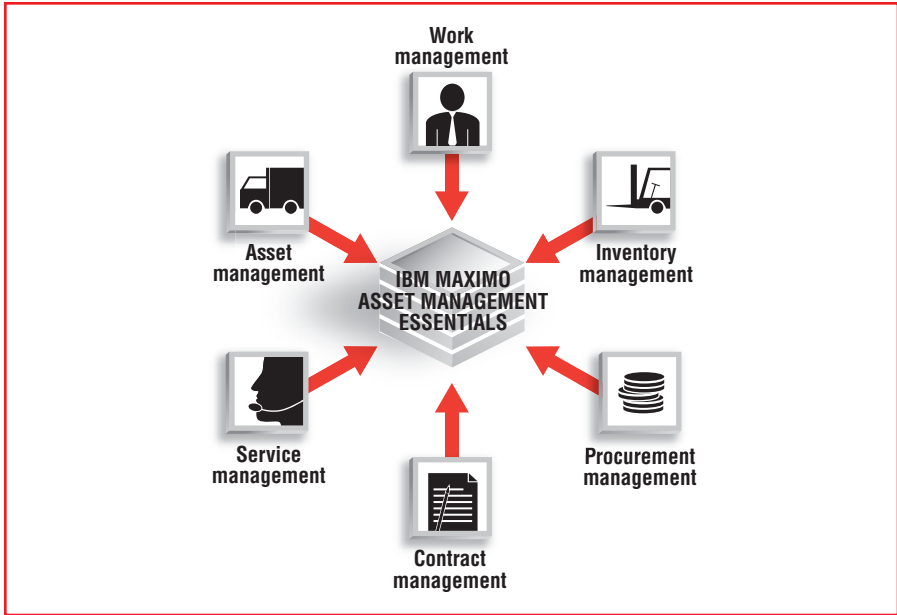 Work
management
Asset
management
Inventory
management
IBM MAXIMO
ASSET MANAGEMENT
ESSENTIALS
Service
management
Procurement
management
Contract
management